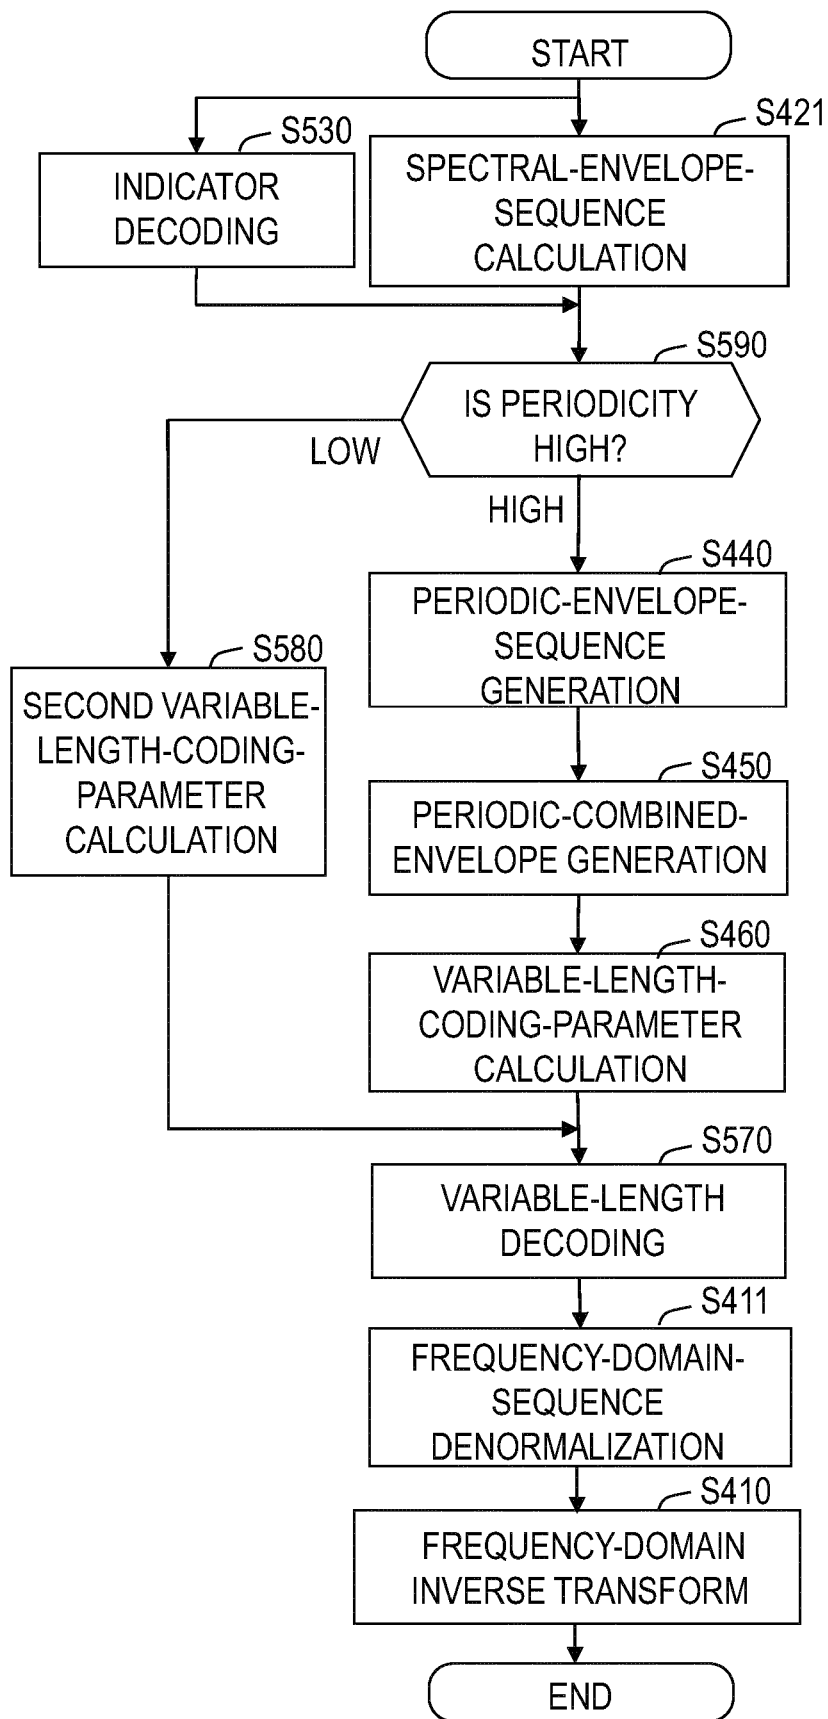 START
S530
INDICATOR
DECODING
S421
SPECTRAL-ENVELOPE-
SEQUENCE
CALCULATION
S590
IS PERIODICITY
HIGH?
LOW
HIGH
S440
PERIODIC-ENVELOPE-
SEQUENCE
GENERATION
S580
SECOND VARIABLE-
LENGTH-CODING-
PARAMETER
CALCULATION
S450
PERIODIC-COMBINED-
ENVELOPE GENERATION
S460
VARIABLE-LENGTH-
CODING-PARAMETER
CALCULATION
S570
VARIABLE-LENGTH
DECODING
S411
FREQUENCY-DOMAIN-
SEQUENCE
DENORMALIZATION
S410
FREQUENCY-DOMAIN
INVERSE TRANSFORM
END